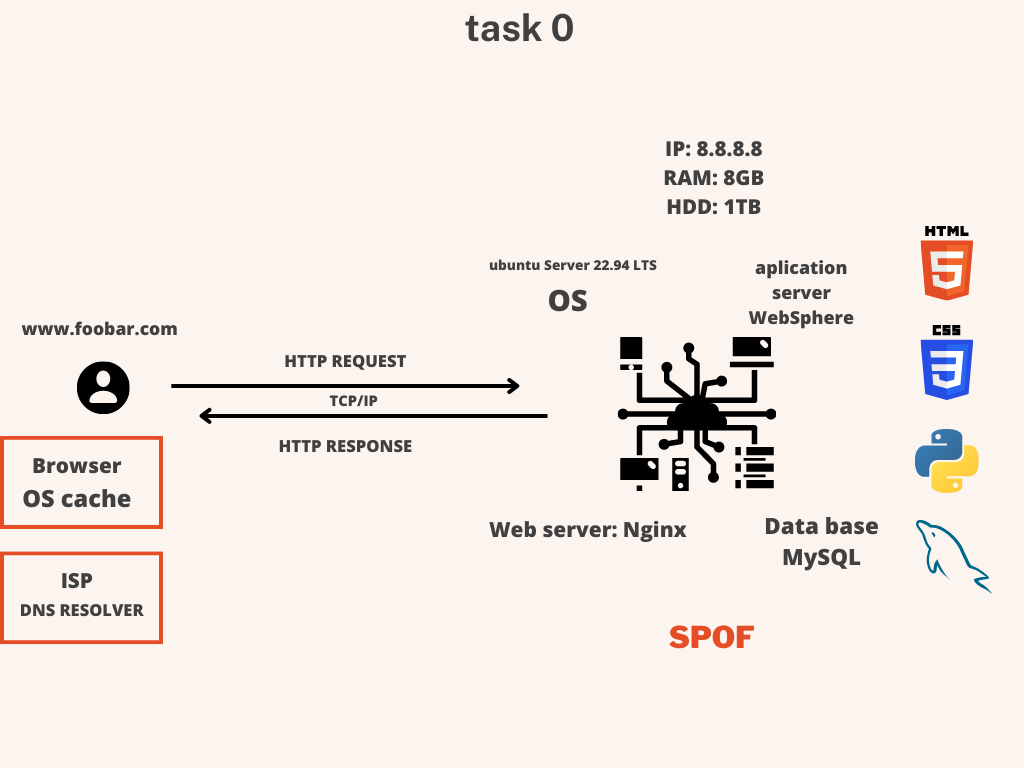 task 0
IP: 8.8.8.8
RAM: 8GB
HDD: 1TB
HTML
ubuntu Server 22.94 LTS
OS
aplication
server
WebSphere
CSS
www.foobar.com
HTTP REQUEST
TCP/IP
HTTP RESPONSE
Browser
OS cache
Web server: Nginx
Data base
MySQL
ISP
DNS RESOLVER
SPOF